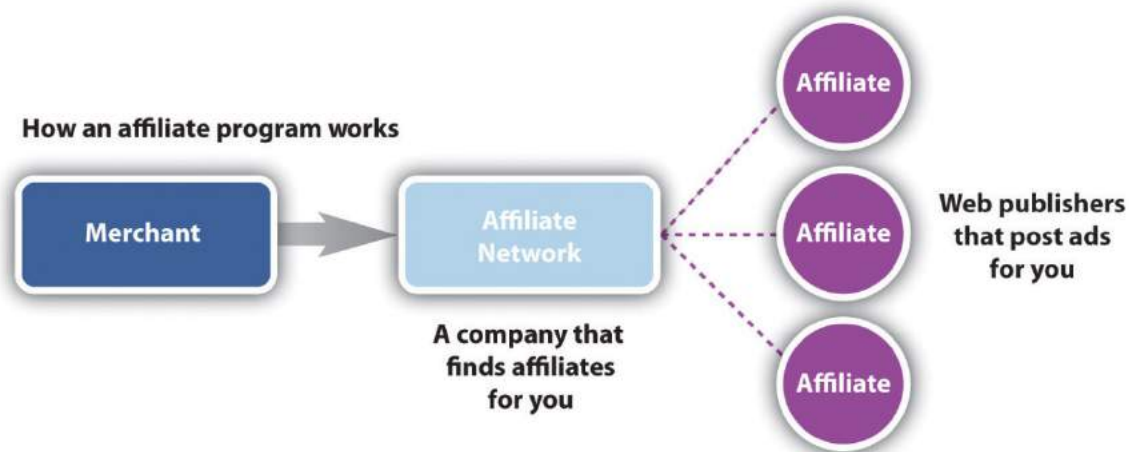 How an affiliate program works
Merchant
Affiliate
Network
A company that
finds affiliates
for you
Affiliate
Affiliate
Affiliate
Web publishers
that post ads
for you